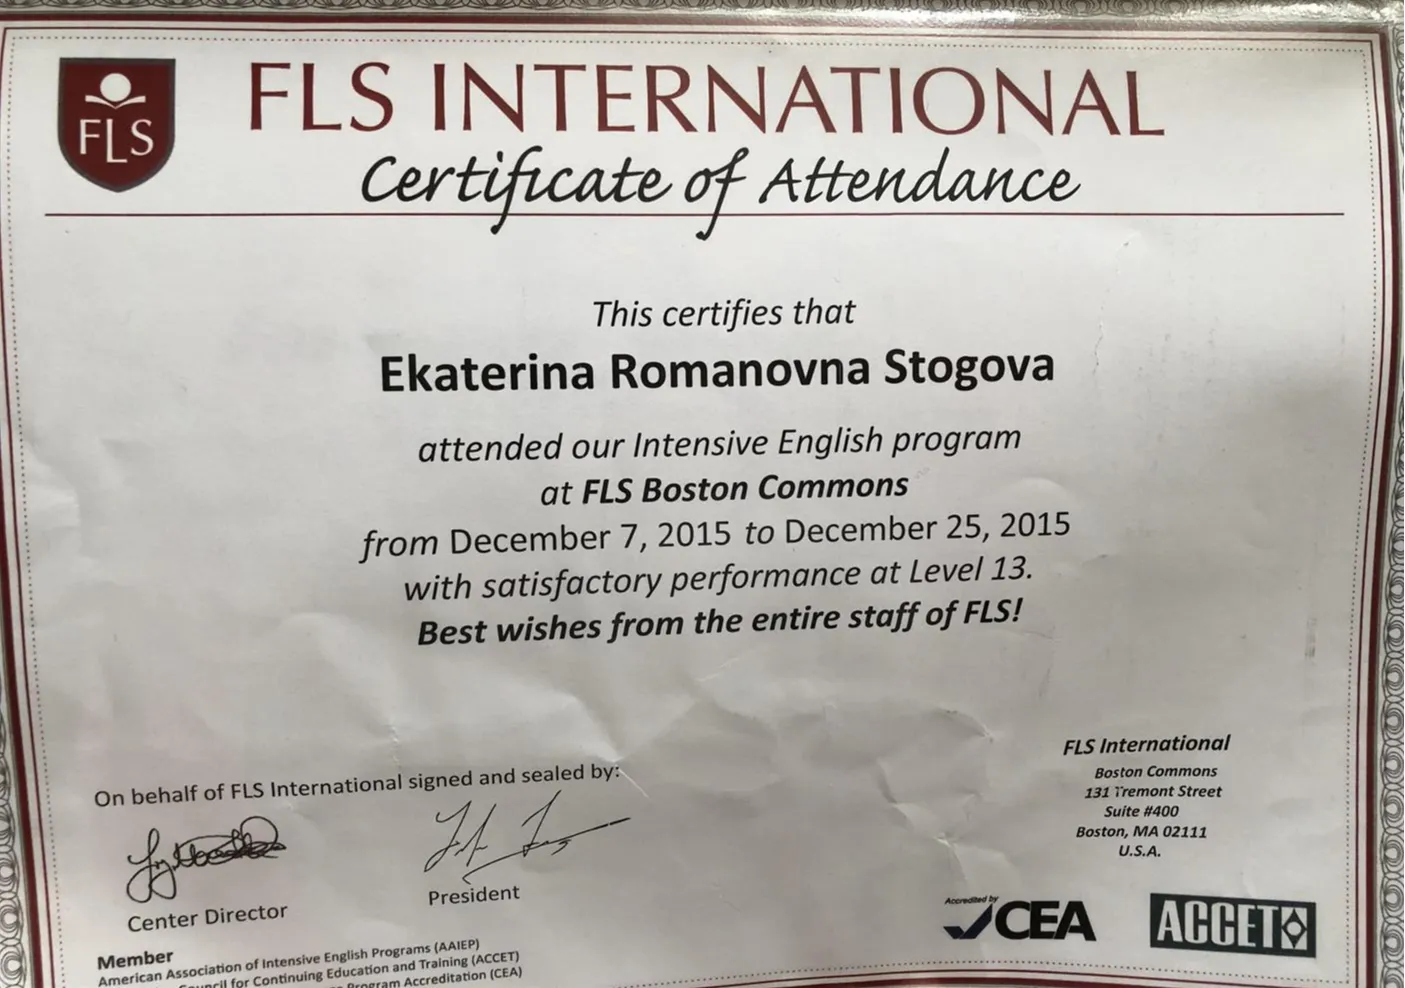 FLS
FLS INTERNATIONAL
Certificate of Attendance
This certifies that
Ekaterina Romanovna Stogova
attended our Intensive English program
at FLS Boston Commons
from December 7, 2015 to December 25, 2015
with satisfactory performance at Level 13.
Best wishes from the entire staff of FLS!
On behalf of FLS International signed and sealed by:
Center Director
President
FLS International
Boston Commons
131 Tremont Street
Suite #400
Boston, MA 02111
U.S.A.
Accredited by
CEA
ACCET
Member
American Association of Intensive English Programs (AAIEP)
Council for Continuing Education and Training (ACCET)
Program Accreditation (CEA)